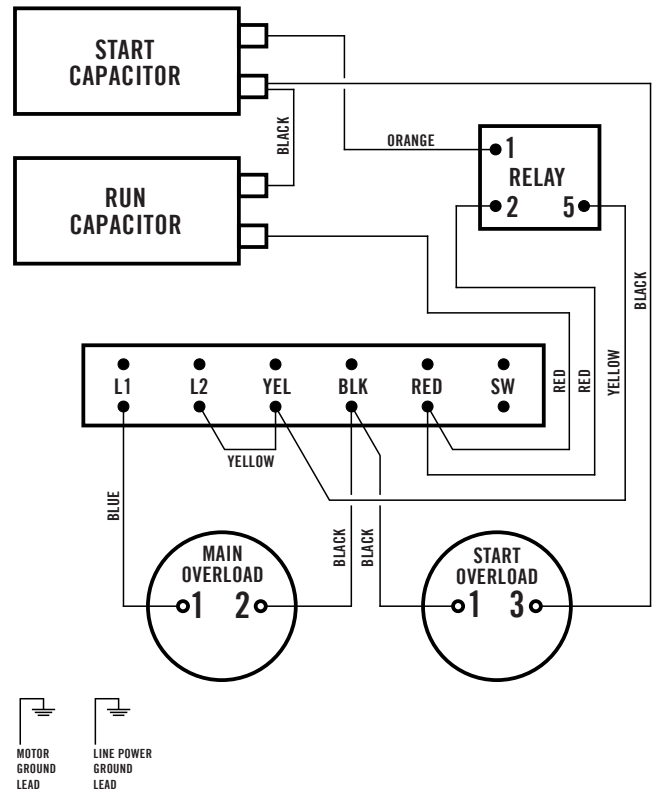 START
CAPACITOR
BLACK
ORANGE
1
RELAY
2 5
RUN
CAPACITOR
BLACK
RED
RED
YELLOW
L1 L2 YEL BLK RED SW
YELLOW
BLUE
BLACK
BLACK
MAIN
OVERLOAD
1 2
START
OVERLOAD
1 3
MOTOR
GROUND
LEAD
LINE POWER
GROUND
LEAD